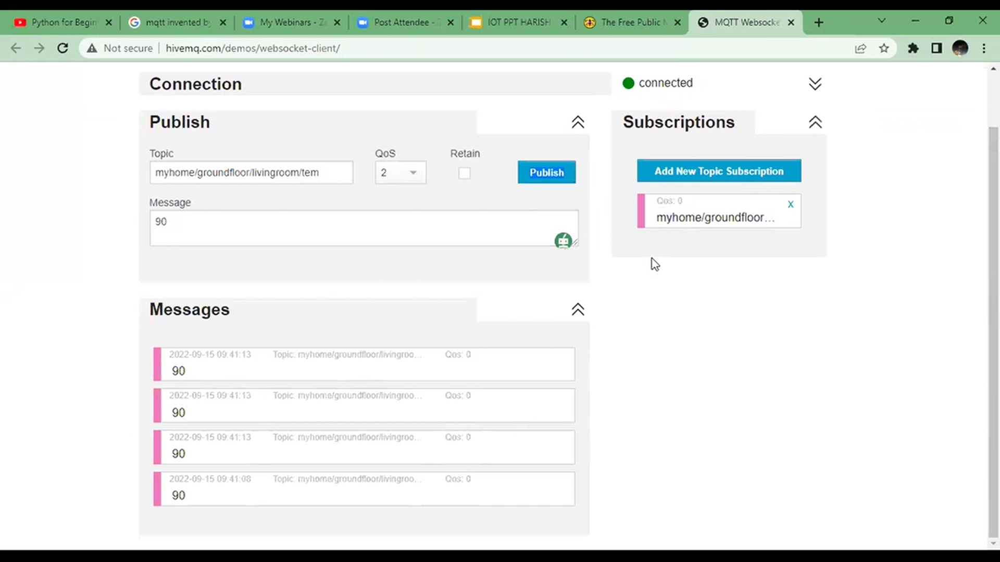 Python for Begin
mqtt invented by
My Webinars - Ze
Post Attendee -
IOT PPT HARISH
The Free Public
MQTT Websocke
Not secure
hivemq.com/demos/websocket-client/
Connection
connected
Publish
Subscriptions
Topic
QoS
Retain
myhome/groundfloor/livingroom/tem
2
Publish
Add New Topic Subscription
Message
90
Qos: 0
X
myhome/groundfloor...
Messages
2022-09-15 09:41:13 Topic: myhome/groundfloor/livingroo... Qos: 0
90
2022-09-15 09:41:13 Topic: myhome/groundfloor/livingroo... Qos: 0
90
2022-09-15 09:41:13 Topic: myhome/groundfloor/livingroo... Qos: 0
90
2022-09-15 09:41:08 Topic: myhome/groundfloor/livingroo... Qos: 0
90